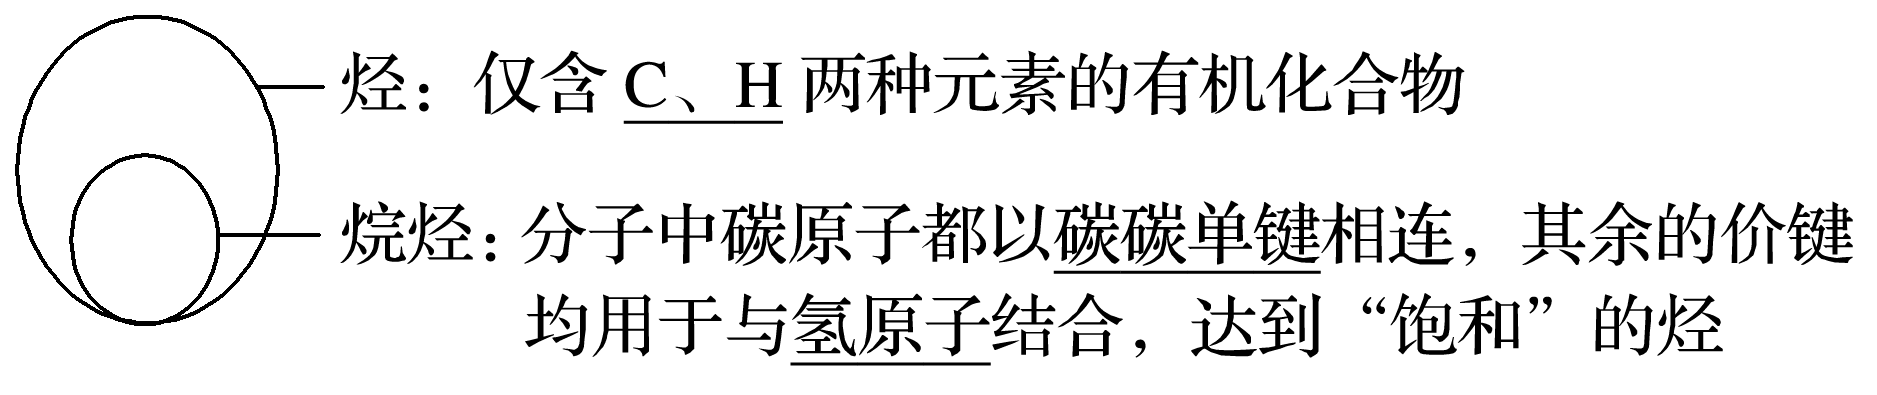 烃：仅含C、H两种元素的有机化合物
烷烃：分子中碳原子都以碳碳单键相连，其余的价键
均用于与氢原子结合，达到“饱和”的烃